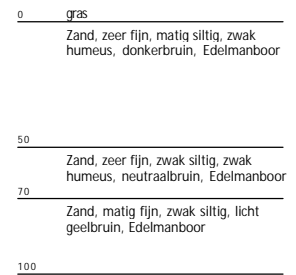 0 gras
Zand, zeer fijn, matig siltig, zwak
humeus, donkerbruin, Edelmanboor
50
Zand, zeer fijn, zwak siltig, zwak
humeus, neutraalbruin, Edelmanboor
70
Zand, matig fijn, zwak siltig, licht
geelbruin, Edelmanboor
100